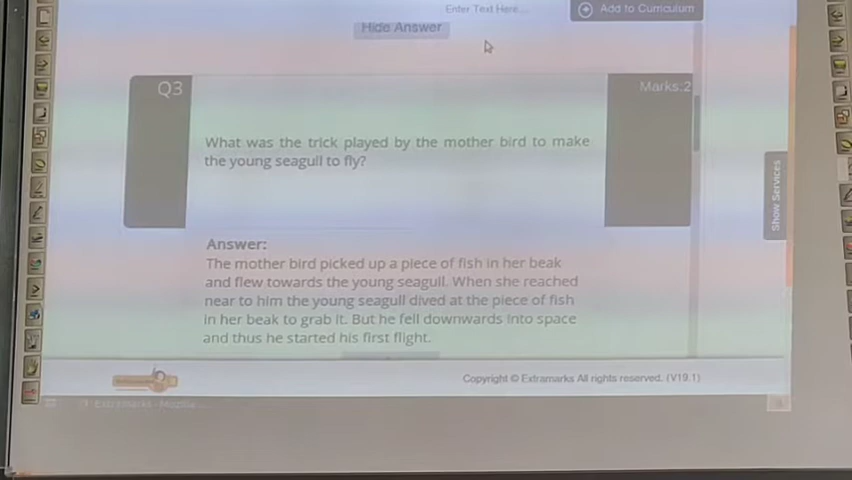 Enter Text Here...
Add to Curriculum
Hide Answer
Q3
Marks:2
What was the trick played by the mother bird to make
the young seagull to fly?
Show Services
Answer:
The mother bird picked up a piece of fish in her beak
and flew towards the young seagull. When she reached
near to him the young seagull dived at the piece of fish
in her beak to grab it. But he fell downwards into space
and thus he started his first flight.
Copyright © Extramarks All rights reserved. (V19.1)
Extramarks - Mozilla ...